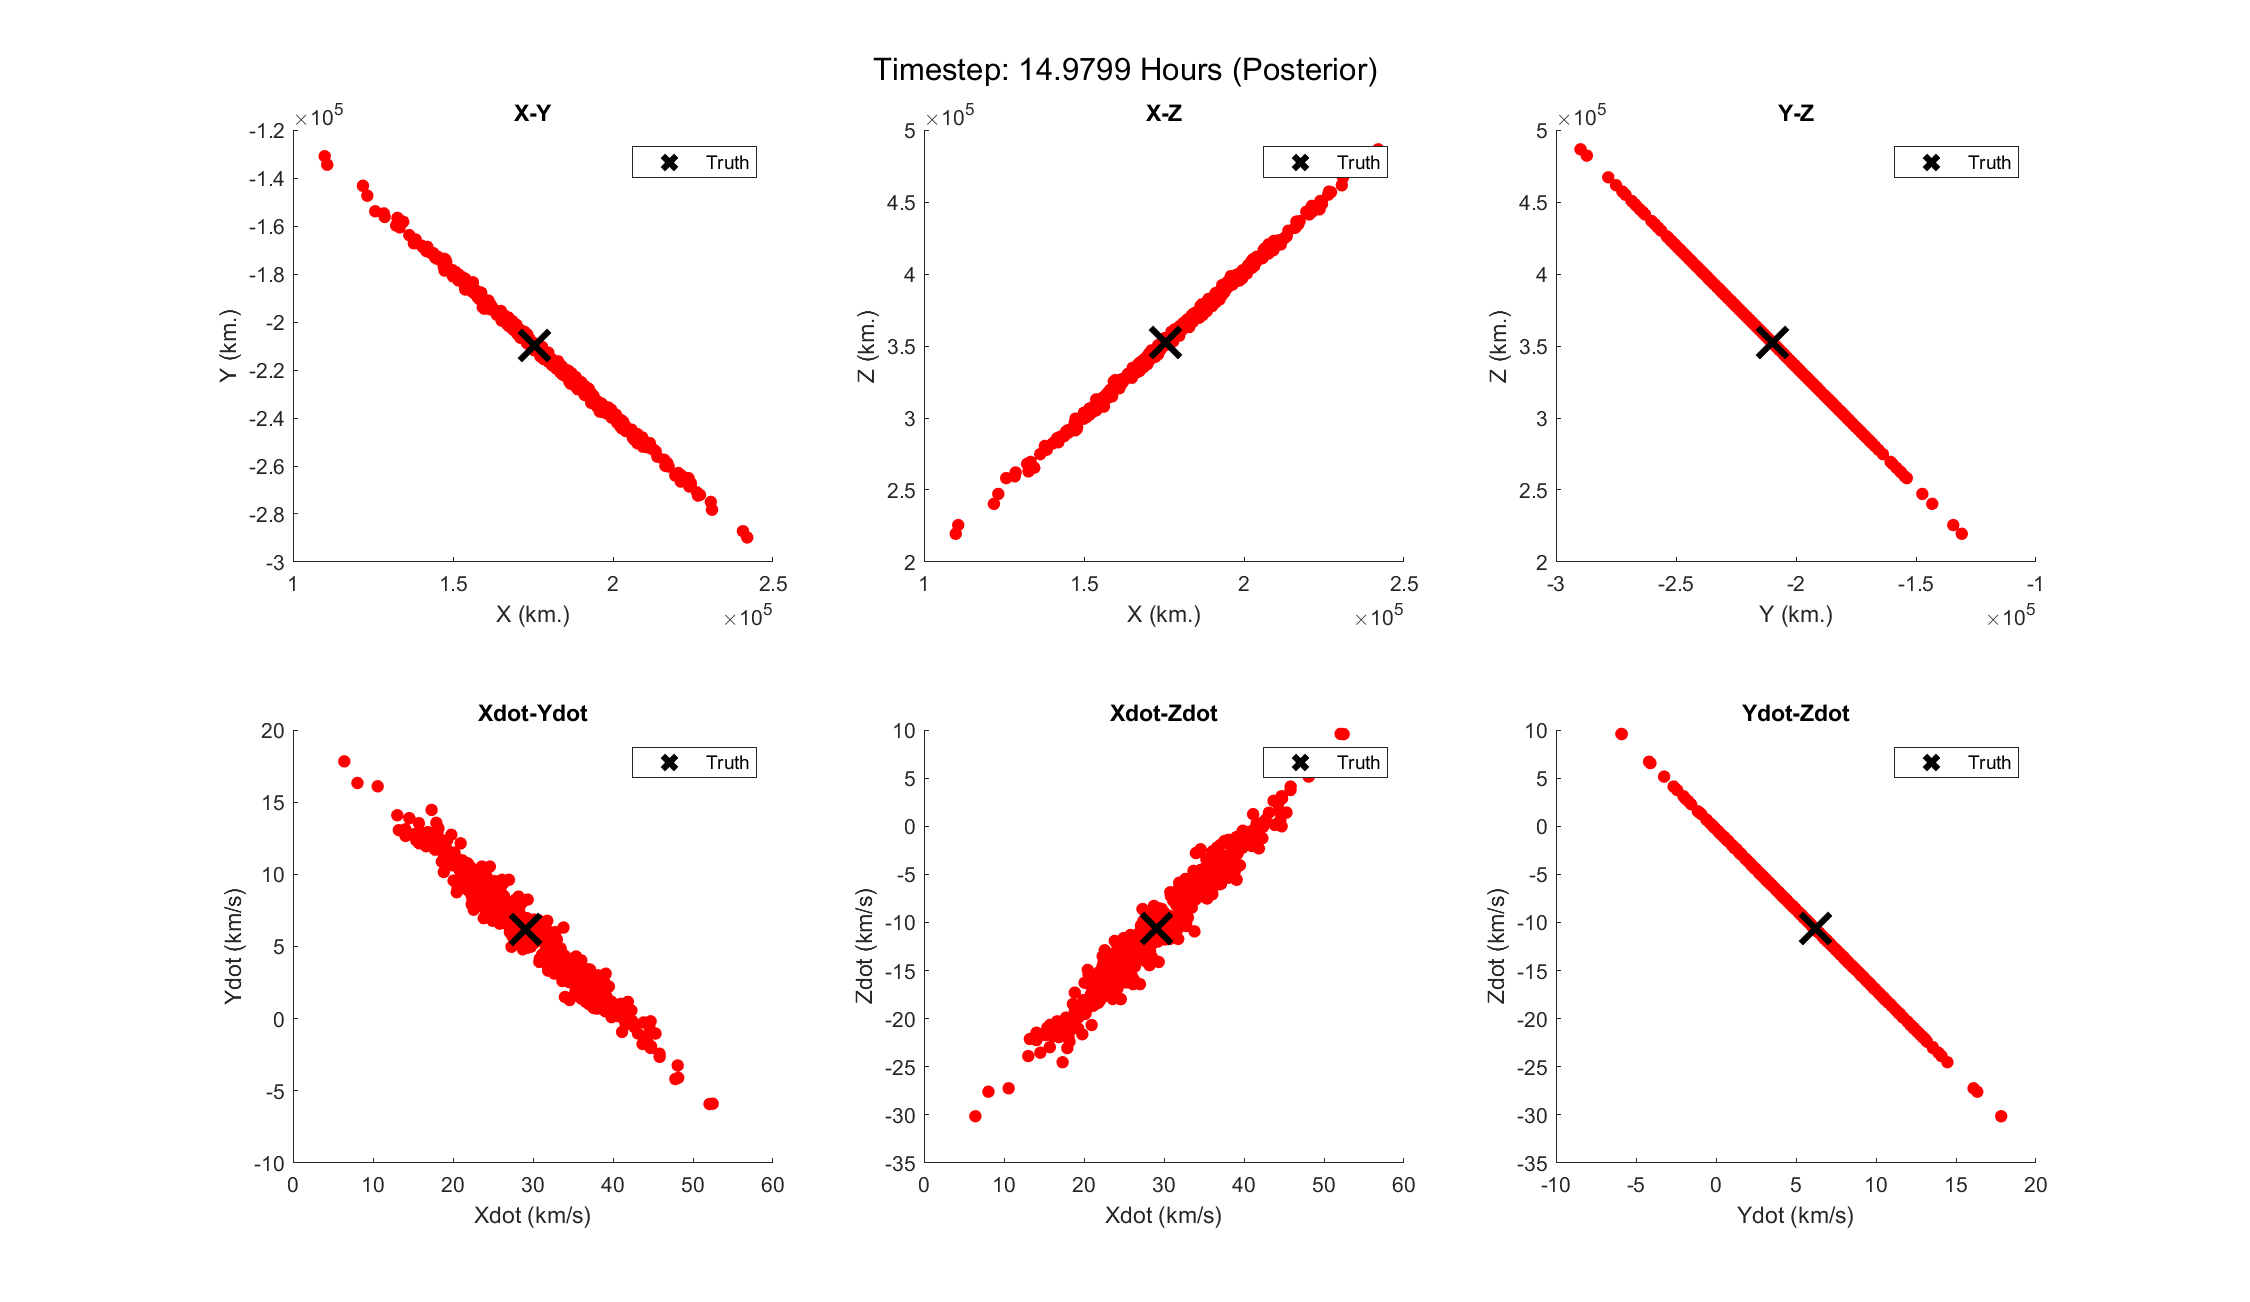 Timestep: 14.9799 Hours (Posterior)
X-Y
×10^5
-1.2
-1.4
-1.6
-1.8
-2
-2.2
-2.4
-2.6
-2.8
-3
Y (km.)
Truth
1 1.5 2 2.5
X (km.)
×10^5
X-Z
×10^5
5
4.5
4
3.5
3
2.5
2
Z (km.)
Truth
1 1.5 2 2.5
X (km.)
×10^5
Y-Z
×10^5
5
4.5
4
3.5
3
2.5
2
Z (km.)
Truth
-3 -2.5 -2 -1.5 -1
Y (km.)
×10^5
Xdot-Ydot
20
15
10
5
0
-5
-10
Ydot (km/s)
Truth
0 10 20 30 40 50 60
Xdot (km/s)
Xdot-Zdot
10
5
0
-5
-10
-15
-20
-25
-30
-35
Zdot (km/s)
Truth
0 10 20 30 40 50 60
Xdot (km/s)
Ydot-Zdot
10
5
0
-5
-10
-15
-20
-25
-30
-35
Zdot (km/s)
Truth
-10 -5 0 5 10 15 20
Ydot (km/s)